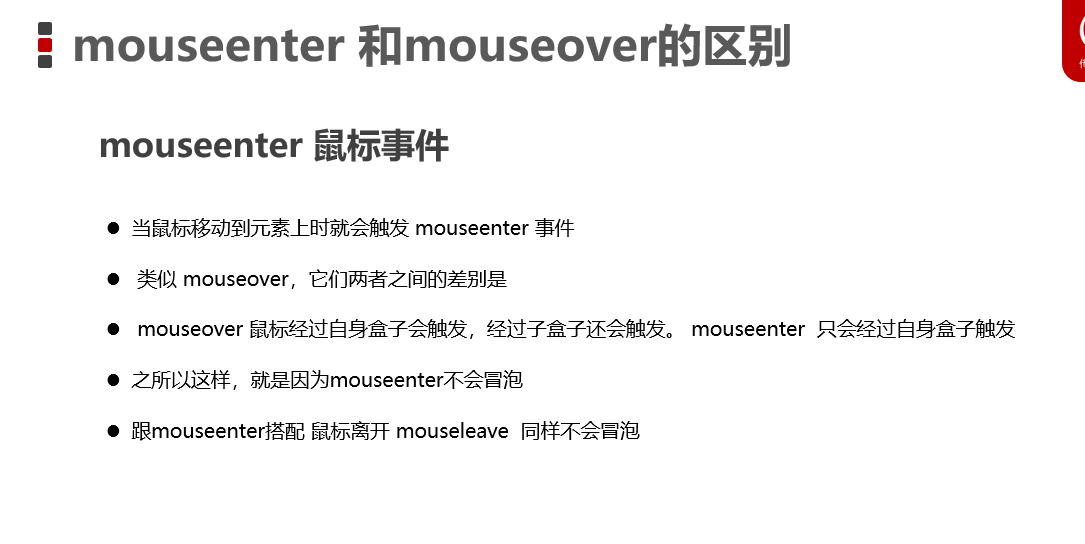 mouseenter 和mouseover的区别
mouseenter 鼠标事件
● 当鼠标移动到元素上时就会触发 mouseenter 事件
● 类似 mouseover，它们两者之间的差别是
● mouseover 鼠标经过自身盒子会触发，经过子盒子还会触发。 mouseenter 只会经过自身盒子触发
● 之所以这样，就是因为mouseenter不会冒泡
● 跟mouseenter搭配 鼠标离开 mouseleave 同样不会冒泡